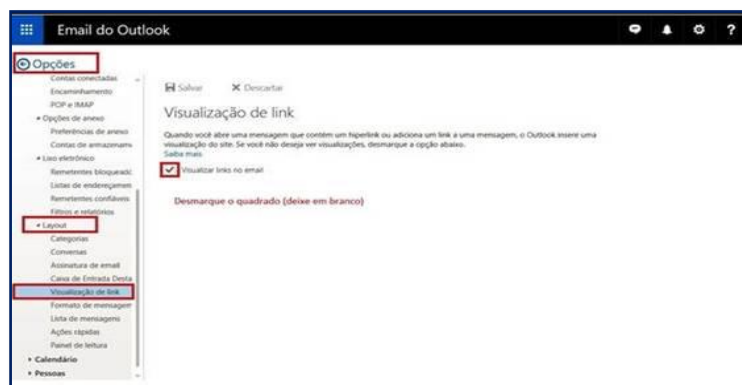 Email do Outlook
?
Opções
Contas conectadas
Encaminhamento
POP e IMAP
Opções de anexo
Preferências de anexo
Contas de armazename
Lixo eletrônico
Remetentes bloqueadc
Listas de endereçamen
Remetentes confiáveis
Filtros e relatórios
Layout
Categorias
Conversas
Assinatura de email
Caixa de Entrada Desta
Visualização de link
Formato de mensagem
Lista de mensagens
Ações rápidas
Painel de leitura
Calendário
Pessoas
Salvar Descartar
Visualização de link
Quando você abre uma mensagem que contém um hiperlink ou adiciona um link a uma mensagem, o Outlook insere uma
visualização do site. Se você não deseja ver visualizações, desmarque a opção abaixo.
Saiba mais
Visualizar links no email
Desmarque o quadrado (deixe em branco)